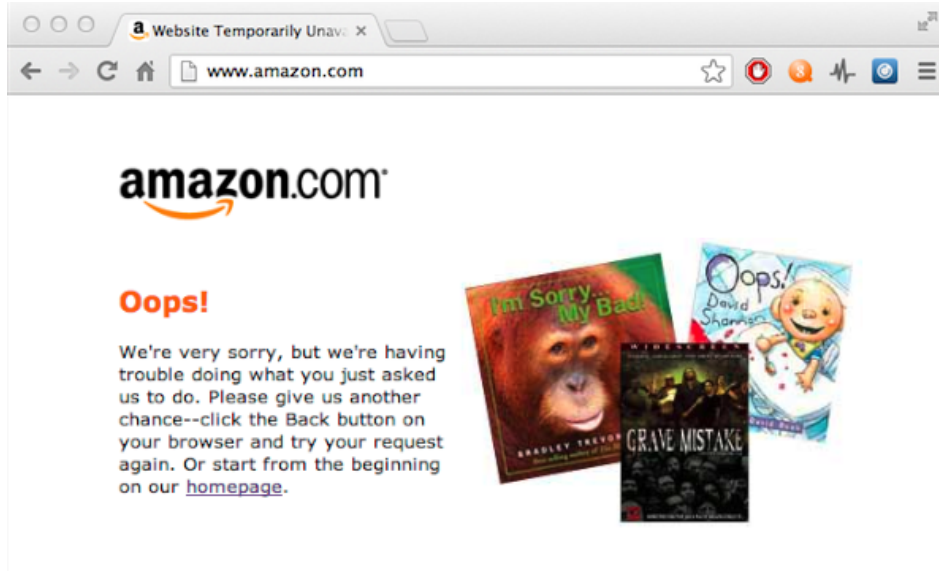 Website Temporarily Unava
www.amazon.com
amazon.com
Oops!
We're very sorry, but we're having
trouble doing what you just asked
us to do. Please give us another
chance--click the Back button on
your browser and try your request
again. Or start from the beginning
on our homepage.
I'm Sorry...
My Bad!
BRADLEY TREVOR
Oops!
David
Shannon
WIDESCREEN
GRAVE MISTAKE